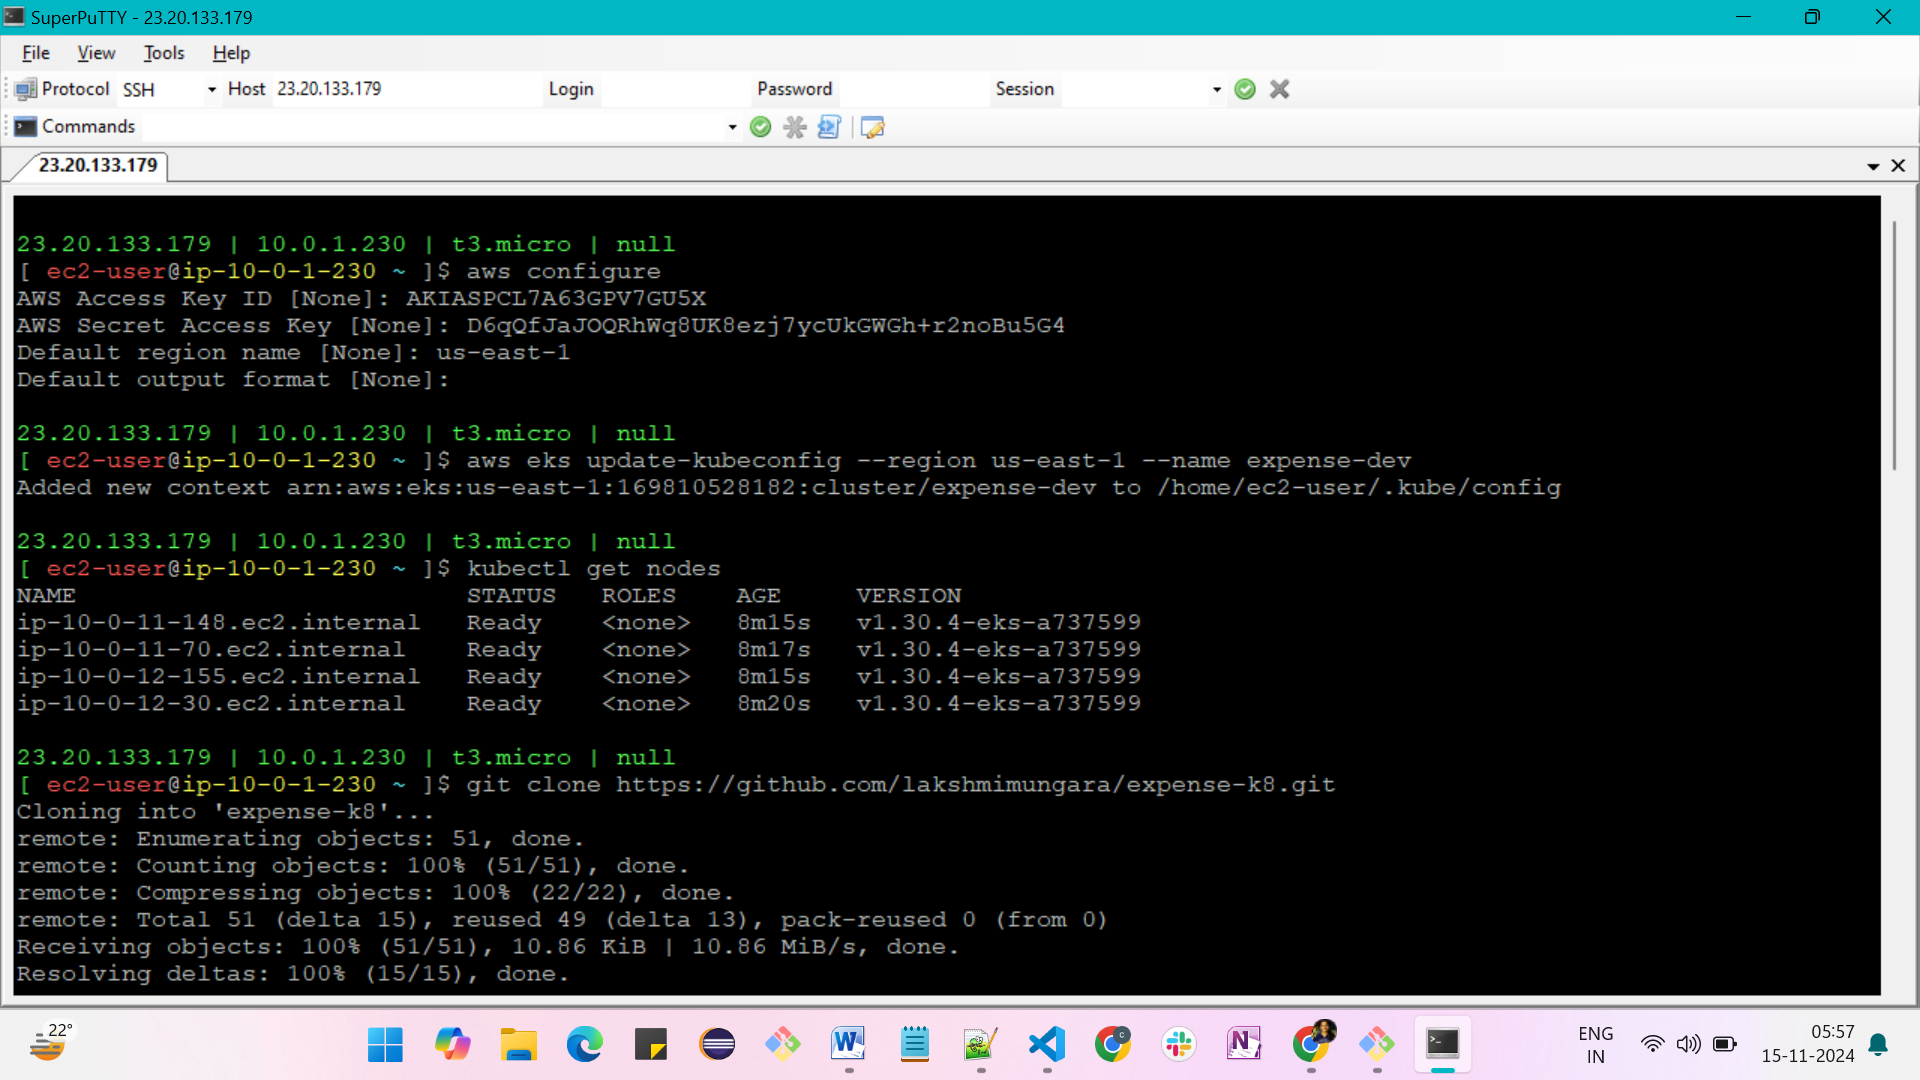 SuperPuTTY - 23.20.133.179
File View Tools Help
Protocol SSH Host 23.20.133.179 Login Password Session
Commands
23.20.133.179
23.20.133.179 | 10.0.1.230 | t3.micro | null
[ ec2-user@ip-10-0-1-230 ~ ]$ aws configure
AWS Access Key ID [None]: AKIASPCL7A63GPV7GU5X
AWS Secret Access Key [None]: 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
Default region name [None]: us-east-1
Default output format [None]:
23.20.133.179 | 10.0.1.230 | t3.micro | null
[ ec2-user@ip-10-0-1-230 ~ ]$ aws eks update-kubeconfig --region us-east-1 --name expense-dev
Added new context arn:aws:eks:us-east-1:169810528182:cluster/expense-dev to /home/ec2-user/.kube/config
23.20.133.179 | 10.0.1.230 | t3.micro | null
[ ec2-user@ip-10-0-1-230 ~ ]$ kubectl get nodes
NAME STATUS ROLES AGE VERSION
ip-10-0-11-148.ec2.internal Ready <none> 8m15s v1.30.4-eks-a737599
ip-10-0-11-70.ec2.internal Ready <none> 8m17s v1.30.4-eks-a737599
ip-10-0-12-155.ec2.internal Ready <none> 8m15s v1.30.4-eks-a737599
ip-10-0-12-30.ec2.internal Ready <none> 8m20s v1.30.4-eks-a737599
23.20.133.179 | 10.0.1.230 | t3.micro | null
[ ec2-user@ip-10-0-1-230 ~ ]$ git clone https://github.com/lakshmimungara/expense-k8.git
Cloning into 'expense-k8'...
remote: Enumerating objects: 51, done.
remote: Counting objects: 100% (51/51), done.
remote: Compressing objects: 100% (22/22), done.
remote: Total 51 (delta 15), reused 49 (delta 13), pack-reused 0 (from 0)
Receiving objects: 100% (51/51), 10.86 KiB | 10.86 MiB/s, done.
Resolving deltas: 100% (15/15), done.
22°
ENG
IN
05:57
15-11-2024